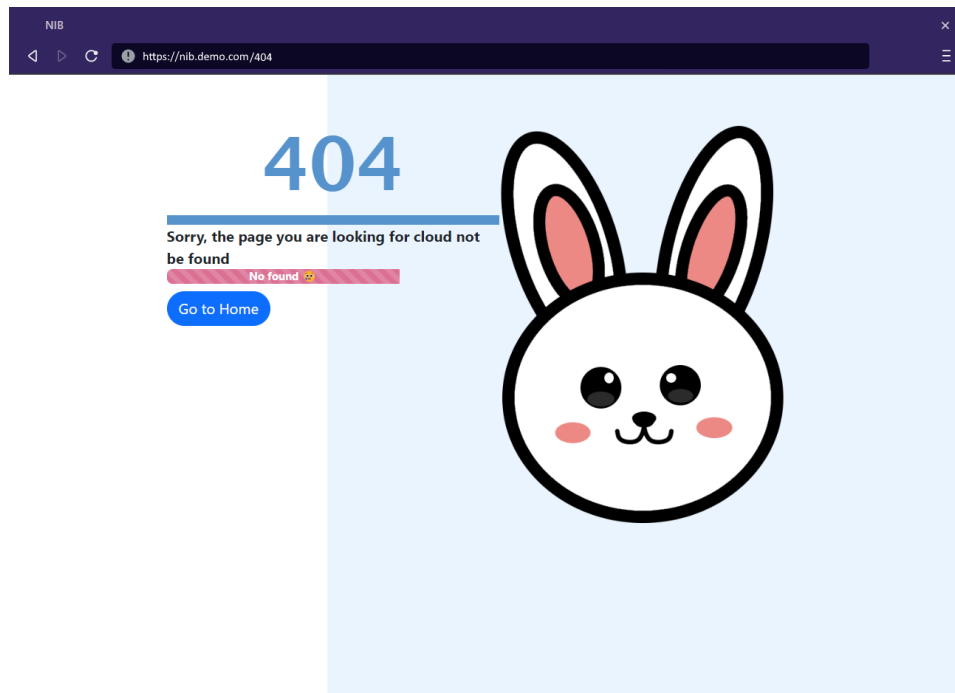 NIB
https://nib.demo.com/404
404
Sorry, the page you are looking for cloud not
be found
No found 😢
Go to Home